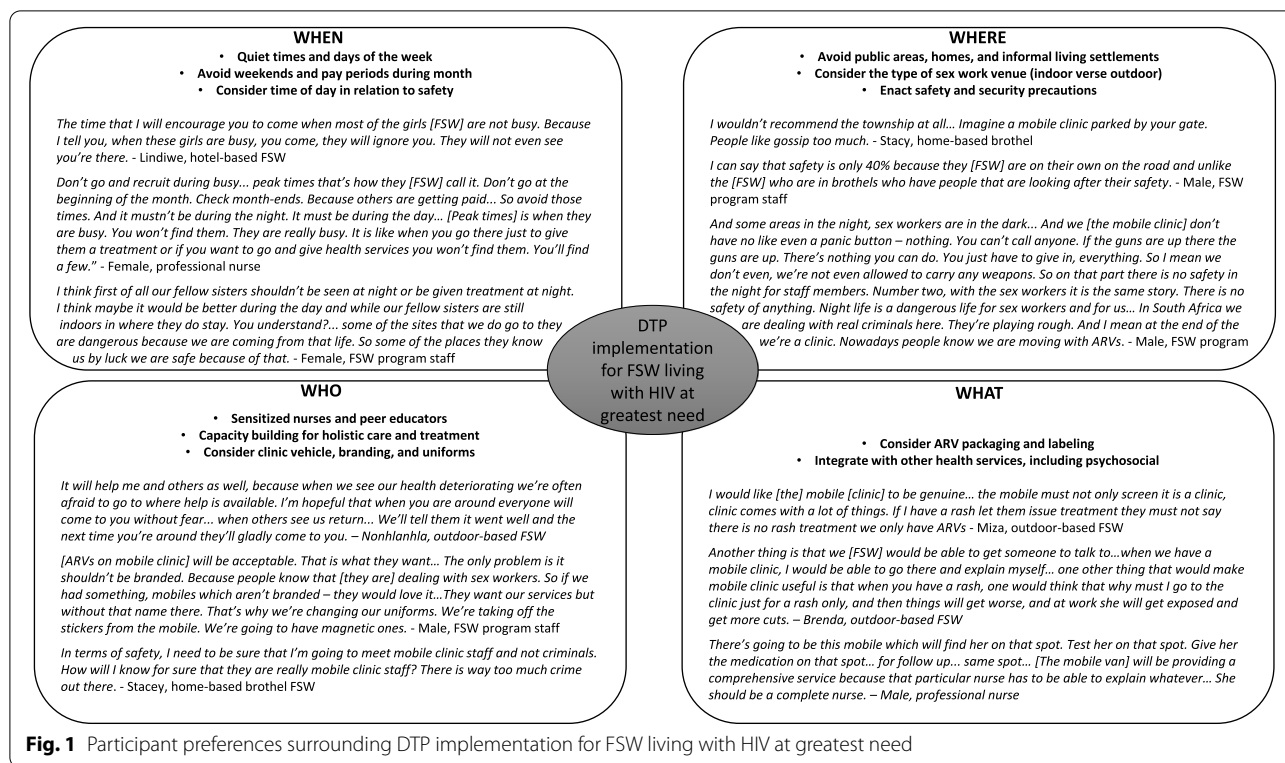 WHEN
• Quiet times and days of the week
• Avoid weekends and pay periods during month
• Consider time of day in relation to safety
The time that I will encourage you to come when most of the girls [FSW] are not busy. Because
I tell you, when these girls are busy, you come, they will ignore you. They will not even see
you’re there. - Lindiwe, hotel-based FSW
Don’t go and recruit during busy... peak times that’s how they [FSW] call it. Don’t go at the
beginning of the month. Check month-ends. Because others are getting paid... So avoid those
times. And it mustn’t be during the night. It must be during the day... [Peak times] is when they
are busy. You won’t find them. They are really busy. It is like when you go there just to give
them a treatment or if you want to go and give health services you won’t find them. You’ll find
a few.” - Female, professional nurse
I think first of all our fellow sisters shouldn’t be seen at night or be given treatment at night.
I think maybe it would be better during the day and while our fellow sisters are still
indoors in where they do stay. You understand?... some of the sites that we do go to they
are dangerous because we are coming from that life. So some of the places they know
us by luck we are safe because of that. - Female, FSW program staff
WHERE
• Avoid public areas, homes, and informal living settlements
• Consider the type of sex work venue (indoor verse outdoor)
• Enact safety and security precautions
I wouldn’t recommend the township at all... Imagine a mobile clinic parked by your gate.
People like gossip too much. - Stacy, home-based brothel
I can say that safety is only 40% because they [FSW] are on their own on the road and unlike
the [FSW] who are in brothels who have people that are looking after their safety. - Male, FSW
program staff
And some areas in the night, sex workers are in the dark... And we [the mobile clinic] don’t
have no like even a panic button – nothing. You can’t call anyone. If the guns are up there the
guns are up. There’s nothing you can do. You just have to give in, everything. So I mean we
don’t even, we’re not even allowed to carry any weapons. So on that part there is no safety in
the night for staff members. Number two, with the sex workers it is the same story. There is no
safety of anything. Night life is a dangerous life for sex workers and for us... In South Africa we
are dealing with real criminals here. They’re playing rough. And I mean at the end of the
we’re a clinic. Nowadays people know we are moving with ARVs. - Male, FSW program
DTP
implementation
for FSW living
with HIV at
greatest need
WHO
• Sensitized nurses and peer educators
• Capacity building for holistic care and treatment
• Consider clinic vehicle, branding, and uniforms
It will help me and others as well, because when we see our health deteriorating we’re often
afraid to go to where help is available. I’m hopeful that when you are around everyone will
come to you without fear... when others see us return... We’ll tell them it went well and the
next time you’re around they’ll gladly come to you. – Nonhlanhla, outdoor-based FSW
[ARVs on mobile clinic] will be acceptable. That is what they want... The only problem is it
shouldn’t be branded. Because people know that [they are] dealing with sex workers. So if we
had something, mobiles which aren’t branded – they would love it...They want our services but
without that name there. That’s why we’re changing our uniforms. We’re taking off the
stickers from the mobile. We’re going to have magnetic ones. - Male, FSW program staff
In terms of safety, I need to be sure that I’m going to meet mobile clinic staff and not criminals.
How will I know for sure that they are really mobile clinic staff? There is way too much crime
out there. - Stacey, home-based brothel FSW
WHAT
• Consider ARV packaging and labeling
• Integrate with other health services, including psychosocial
I would like [the] mobile [clinic] to be genuine... the mobile must not only screen it is a clinic,
clinic comes with a lot of things. If I have a rash let them issue treatment they must not say
there is no rash treatment we only have ARVs - Miza, outdoor-based FSW
Another thing is that we [FSW] would be able to get someone to talk to...when we have a
mobile clinic, I would be able to go there and explain myself... one other thing that would make
mobile clinic useful is that when you have a rash, one would think that why must I go to the
clinic just for a rash only, and then things will get worse, and at work she will get exposed and
get more cuts. – Brenda, outdoor-based FSW
There’s going to be this mobile which will find her on that spot. Test her on that spot. Give her
the medication on that spot... for follow up... same spot... [The mobile van] will be providing a
comprehensive service because that particular nurse has to be able to explain whatever... She
should be a complete nurse. – Male, professional nurse
Fig. 1 Participant preferences surrounding DTP implementation for FSW living with HIV at greatest need